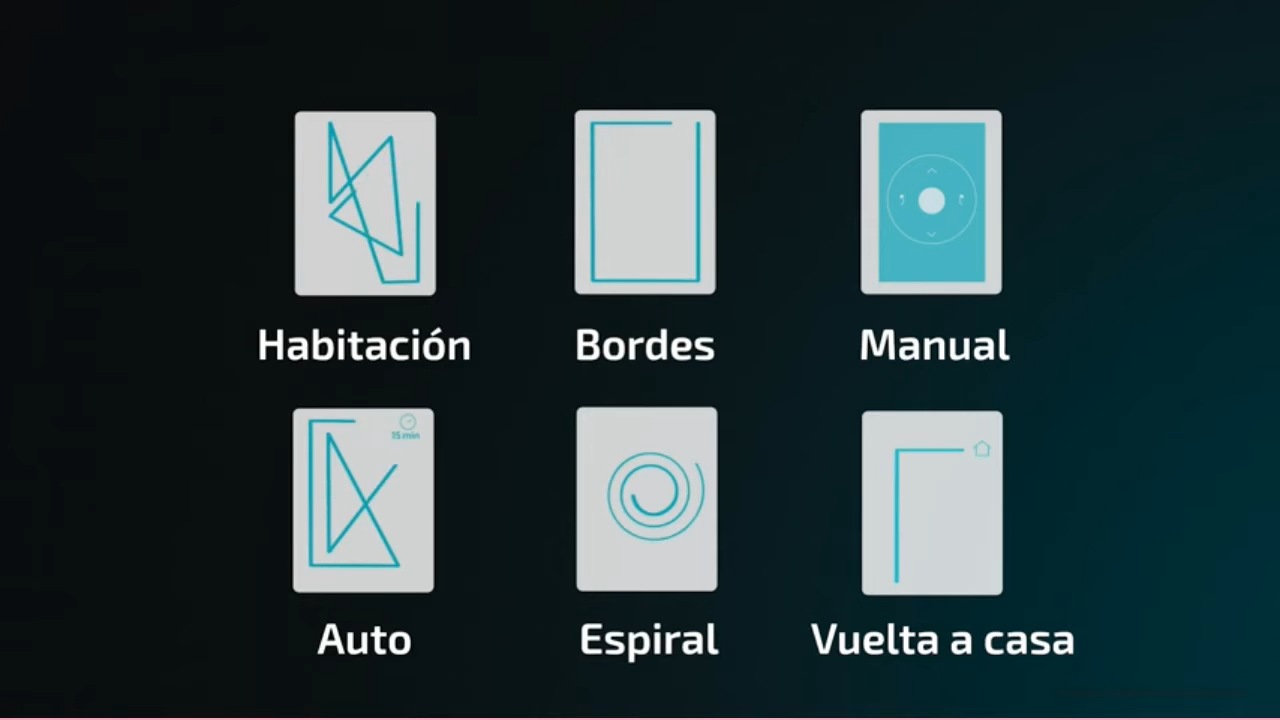 Habitación
Bordes
Manual
15 min
Auto
Espiral
Vuelta a casa